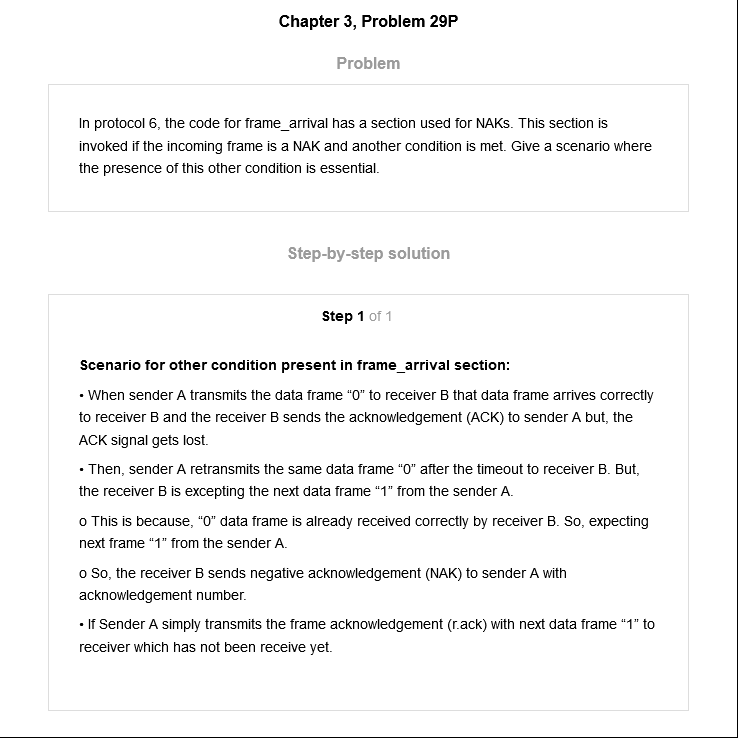 Chapter 3, Problem 29P
Problem
In protocol 6, the code for frame_arrival has a section used for NAKs. This section is
invoked if the incoming frame is a NAK and another condition is met. Give a scenario where
the presence of this other condition is essential.
Step-by-step solution
Step 1 of 1
Scenario for other condition present in frame_arrival section:
• When sender A transmits the data frame “0” to receiver B that data frame arrives correctly
to receiver B and the receiver B sends the acknowledgement (ACK) to sender A but, the
ACK signal gets lost.
• Then, sender A retransmits the same data frame “0” after the timeout to receiver B. But,
the receiver B is excepting the next data frame “1” from the sender A.
o This is because, “0” data frame is already received correctly by receiver B. So, expecting
next frame “1” from the sender A.
o So, the receiver B sends negative acknowledgement (NAK) to sender A with
acknowledgement number.
• If Sender A simply transmits the frame acknowledgement (r.ack) with next data frame “1” to
receiver which has not been receive yet.